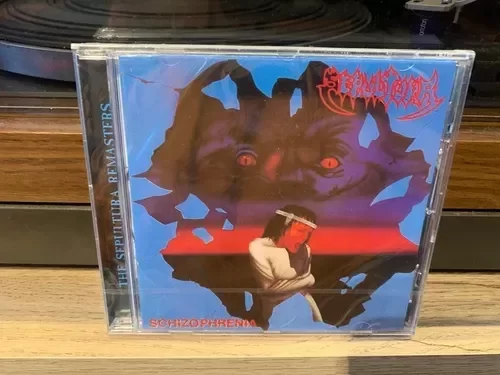 THE SEPULTURA REMASTERS
SEPULTURA
SCHIZOPHRENIA